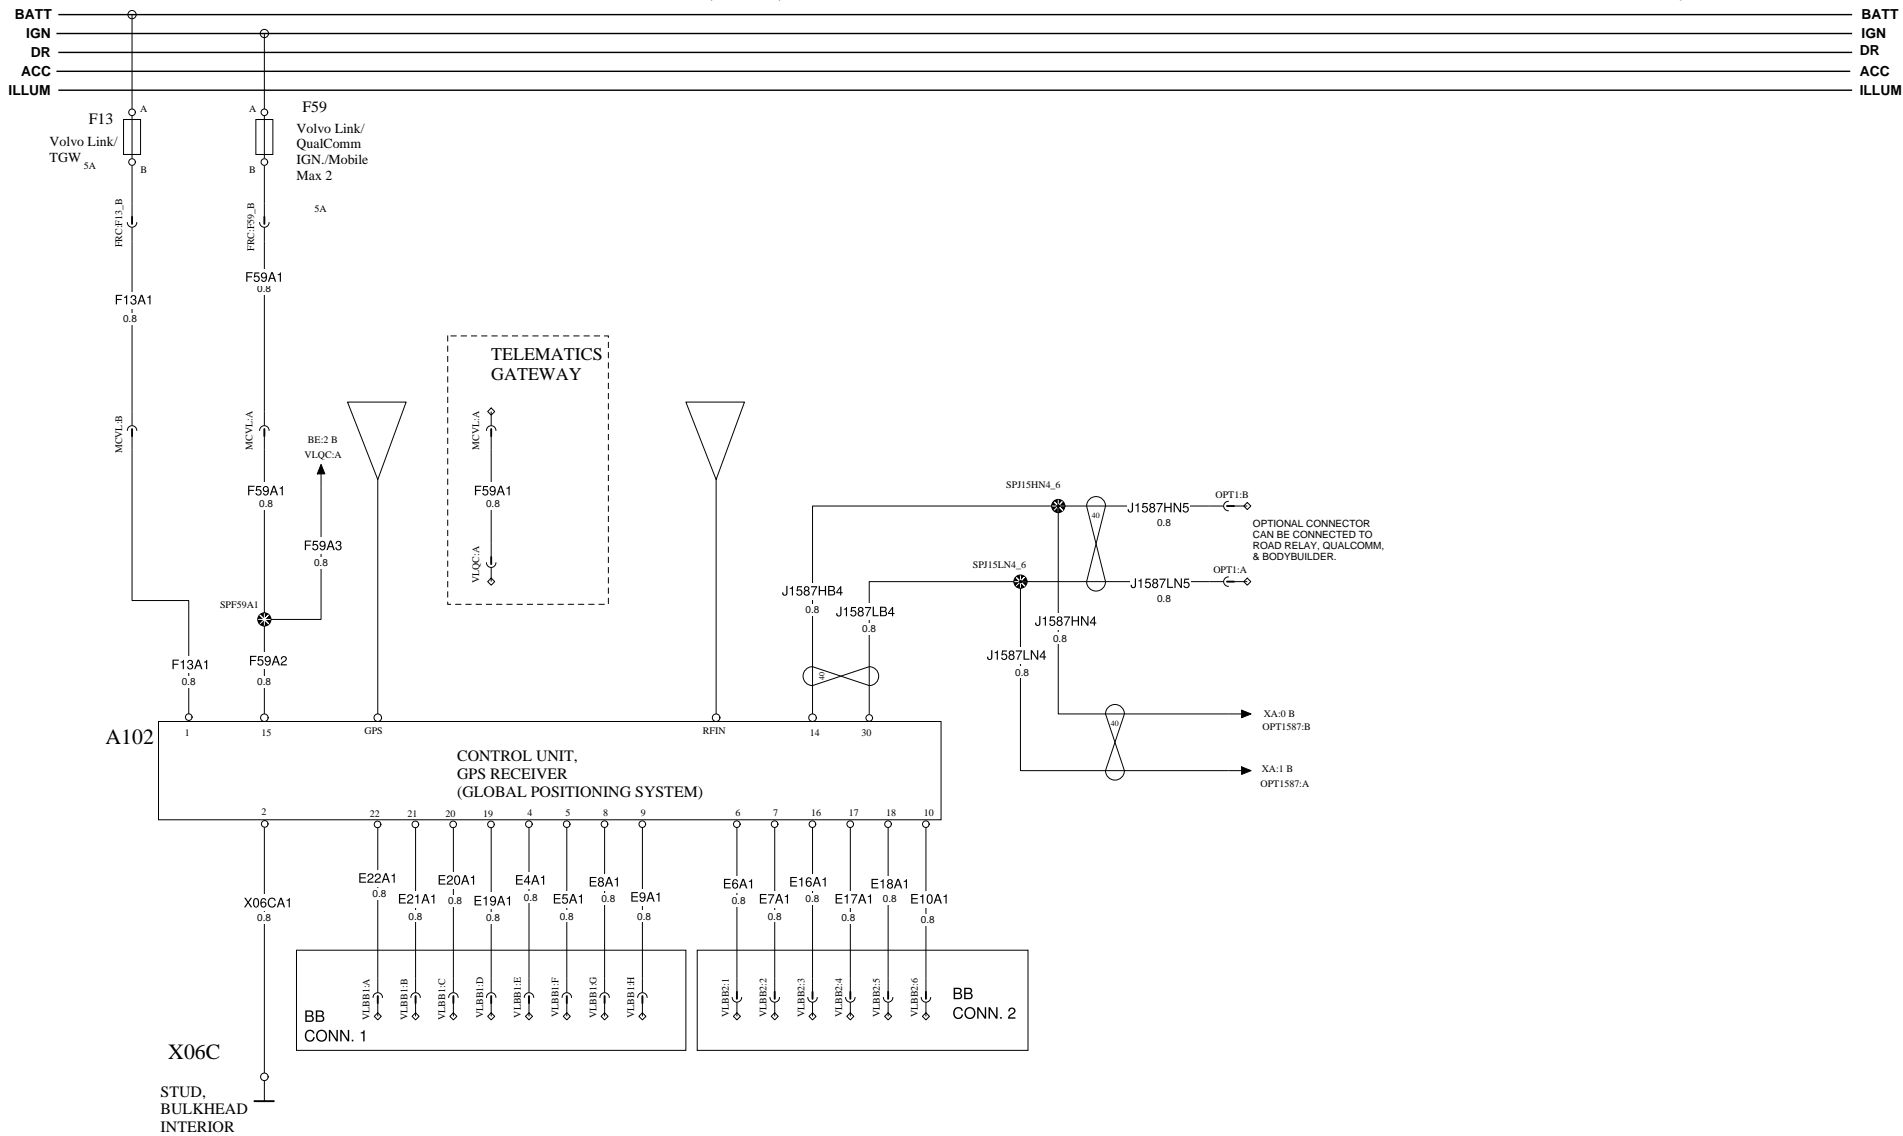 BATT BATT
IGN IGN
DR DR
ACC ACC
ILLUM ILLUM
A A F59
F13
Volvo Link/
TGW 5A
Volvo Link/
QualComm
IGN./Mobile
Max 2
B B
5A
FRC:F13_B
FRC:F59_B
F59A1
0.8
F13A1
0.8
TELEMATICS
GATEWAY
MCVL:B
MCVL:A
MCVL:A
BE:2 B
VLQC:A
F59A1
0.8
F59A1
0.8
F59A3
0.8
VLQC:A
SPJ15HN4_6
OPT1:B
J1587HN5
0.8
40
OPTIONAL CONNECTOR
CAN BE CONNECTED TO
ROAD RELAY, QUALCOMM,
& BODYBUILDER.
SPJ15LN4_6
OPT1:A
J1587LN5
0.8
J1587HB4
0.8
J1587LB4
0.8
SPF59A1
J1587HN4
0.8
J1587LN4
0.8
F13A1
0.8
F59A2
0.8
40
40
XA:0 B
OPT1587:B
XA:1 B
OPT1587:A
A102
1 15 GPS RFIN 14 30
CONTROL UNIT,
GPS RECEIVER
(GLOBAL POSITIONING SYSTEM)
2 22 21 20 19 4 5 8 9 6 7 16 17 18 10
E22A1 E20A1 E4A1 E8A1 E6A1 E16A1 E18A1
0.8 0.8 0.8 0.8 0.8 0.8 0.8
X06CA1 E21A1 E19A1 E5A1 E9A1 E7A1 E17A1 E10A1
0.8 0.8 0.8 0.8 0.8 0.8 0.8 0.8
VLBB1:A VLBB1:B VLBB1:C VLBB1:D VLBB1:E VLBB1:F VLBB1:G VLBB1:H
VLBB2:1 VLBB2:2 VLBB2:3 VLBB2:4 VLBB2:5 VLBB2:6
BB
CONN. 1
BB
CONN. 2
X06C
STUD,
BULKHEAD
INTERIOR